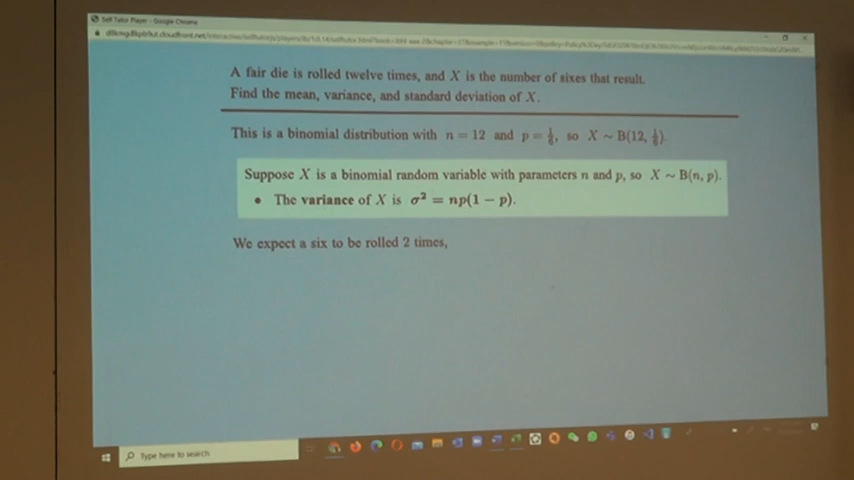 Self Tutor Player - Google Chrome
A fair die is rolled twelve times, and X is the number of sixes that result.
Find the mean, variance, and standard deviation of X.
This is a binomial distribution with n = 12 and p = 1/6, so X ~ B(12, 1/6).
Suppose X is a binomial random variable with parameters n and p, so X ~ B(n, p).
• The variance of X is σ² = np(1 − p).
We expect a six to be rolled 2 times,
Type here to search